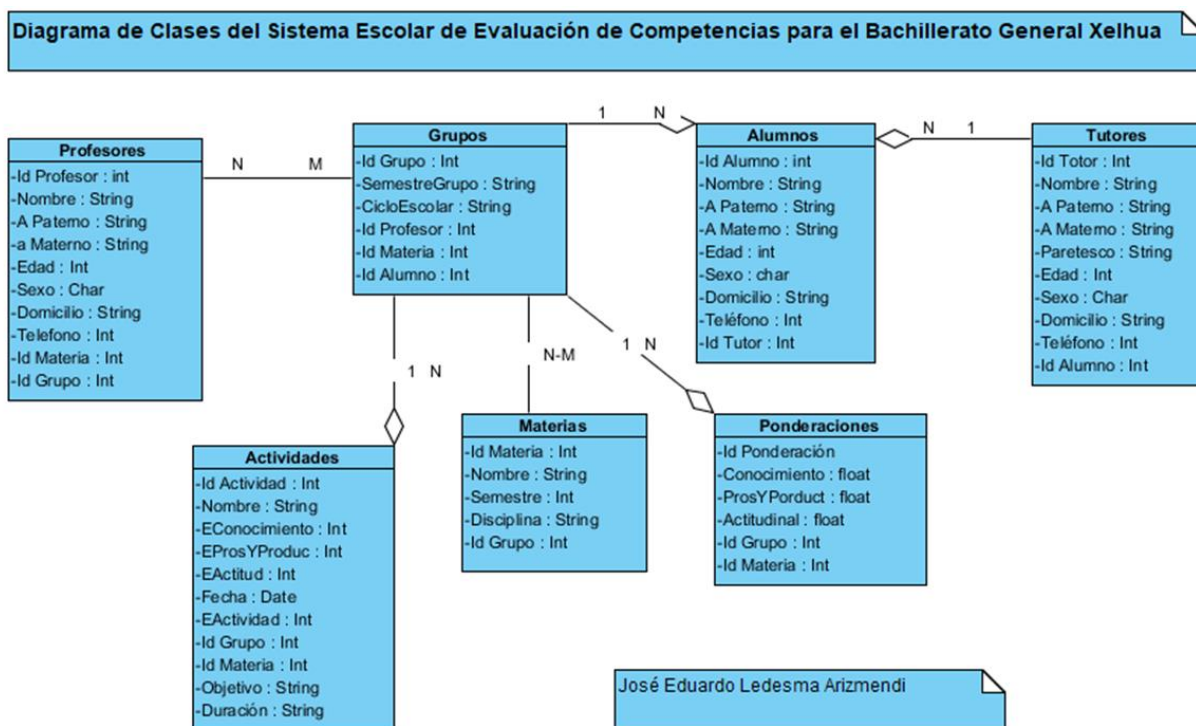 Diagrama de Clases del Sistema Escolar de Evaluación de Competencias para el Bachillerato General Xelhua
Profesores
-Id Profesor : int
-Nombre : String
-A Paterno : String
-a Materno : String
-Edad : Int
-Sexo : Char
-Domicilio : String
-Telefono : Int
-Id Materia : Int
-Id Grupo : Int
N M
Grupos
-Id Grupo : Int
-SemestreGrupo : String
-CicloEscolar : String
-Id Profesor : Int
-Id Materia : Int
-Id Alumno : Int
1 N
Alumnos
-Id Alumno : int
-Nombre : String
-A Paterno : String
-A Materno : String
-Edad : int
-Sexo : char
-Domicilio : String
-Teléfono : Int
-Id Tutor : Int
N 1
Tutores
-Id Totor : Int
-Nombre : String
-A Paterno : String
-A Materno : String
-Paretesco : String
-Edad : Int
-Sexo : Char
-Domicilio : String
-Teléfono : Int
-Id Alumno : Int
1 N
N-M
1 N
Actividades
-Id Actividad : Int
-Nombre : String
-EConocimiento : Int
-EProsYProduc : Int
-EActitud : Int
-Fecha : Date
-EActividad : Int
-Id Grupo : Int
-Id Materia : Int
-Objetivo : String
-Duración : String
Materias
-Id Materia : Int
-Nombre : String
-Semestre : Int
-Disciplina : String
-Id Grupo : Int
Ponderaciones
-Id Ponderación
-Conocimiento : float
-ProsYPorduct : float
-Actitudinal : float
-Id Grupo : Int
-Id Materia : Int
José Eduardo Ledesma Arizmendi